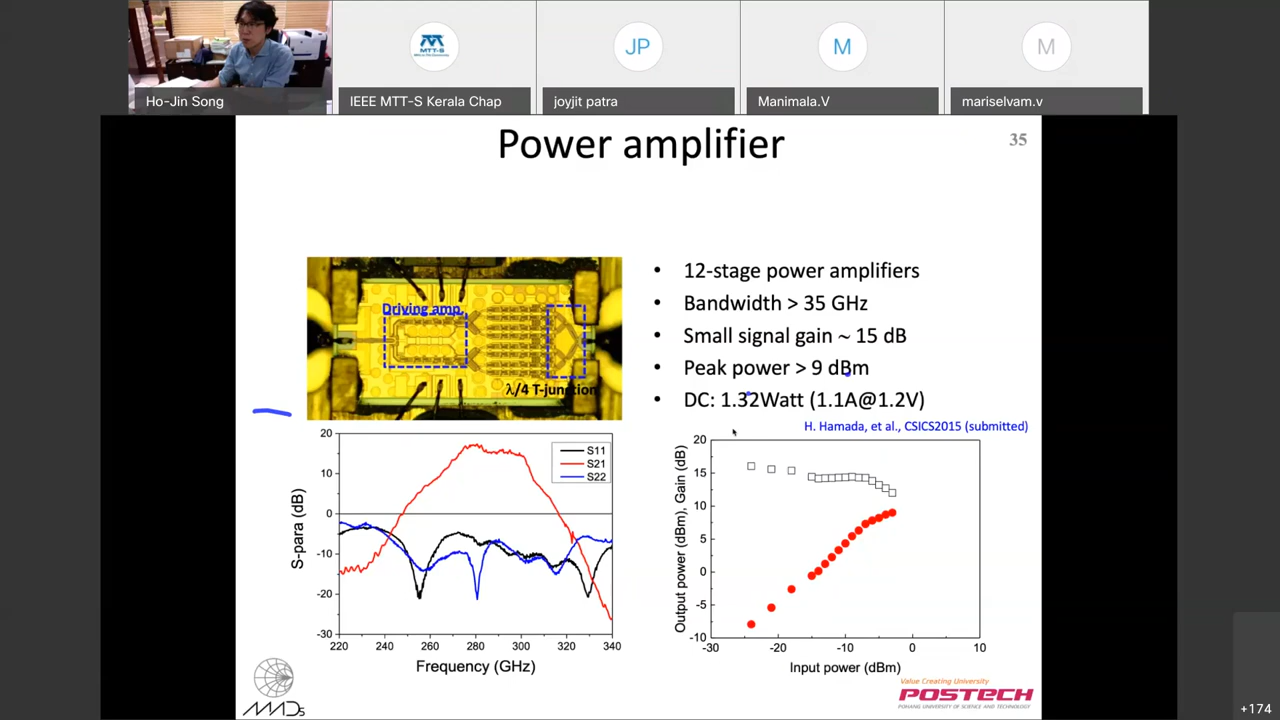 MTT-S
JP
M
M
Ho-Jin Song
IEEE MTT-S Kerala Chap
joyjit patra
Manimala.V
mariselvam.v
Power amplifier
35
Driving amp.
λ/4 T-junction
• 12-stage power amplifiers
• Bandwidth > 35 GHz
• Small signal gain ~ 15 dB
• Peak power > 9 dBm
• DC: 1.32Watt (1.1A@1.2V)
H. Hamada, et al., CSICS2015 (submitted)
20
10
0
-10
-20
-30
S-para (dB)
S11
S21
S22
220 240 260 280 300 320 340
Frequency (GHz)
20
15
10
5
0
-5
-10
Output power (dBm), Gain (dB)
-30 -20 -10 0 10
Input power (dBm)
MMDs
Value Creating University
POSTECH
POHANG UNIVERSITY OF SCIENCE AND TECHNOLOGY
+174